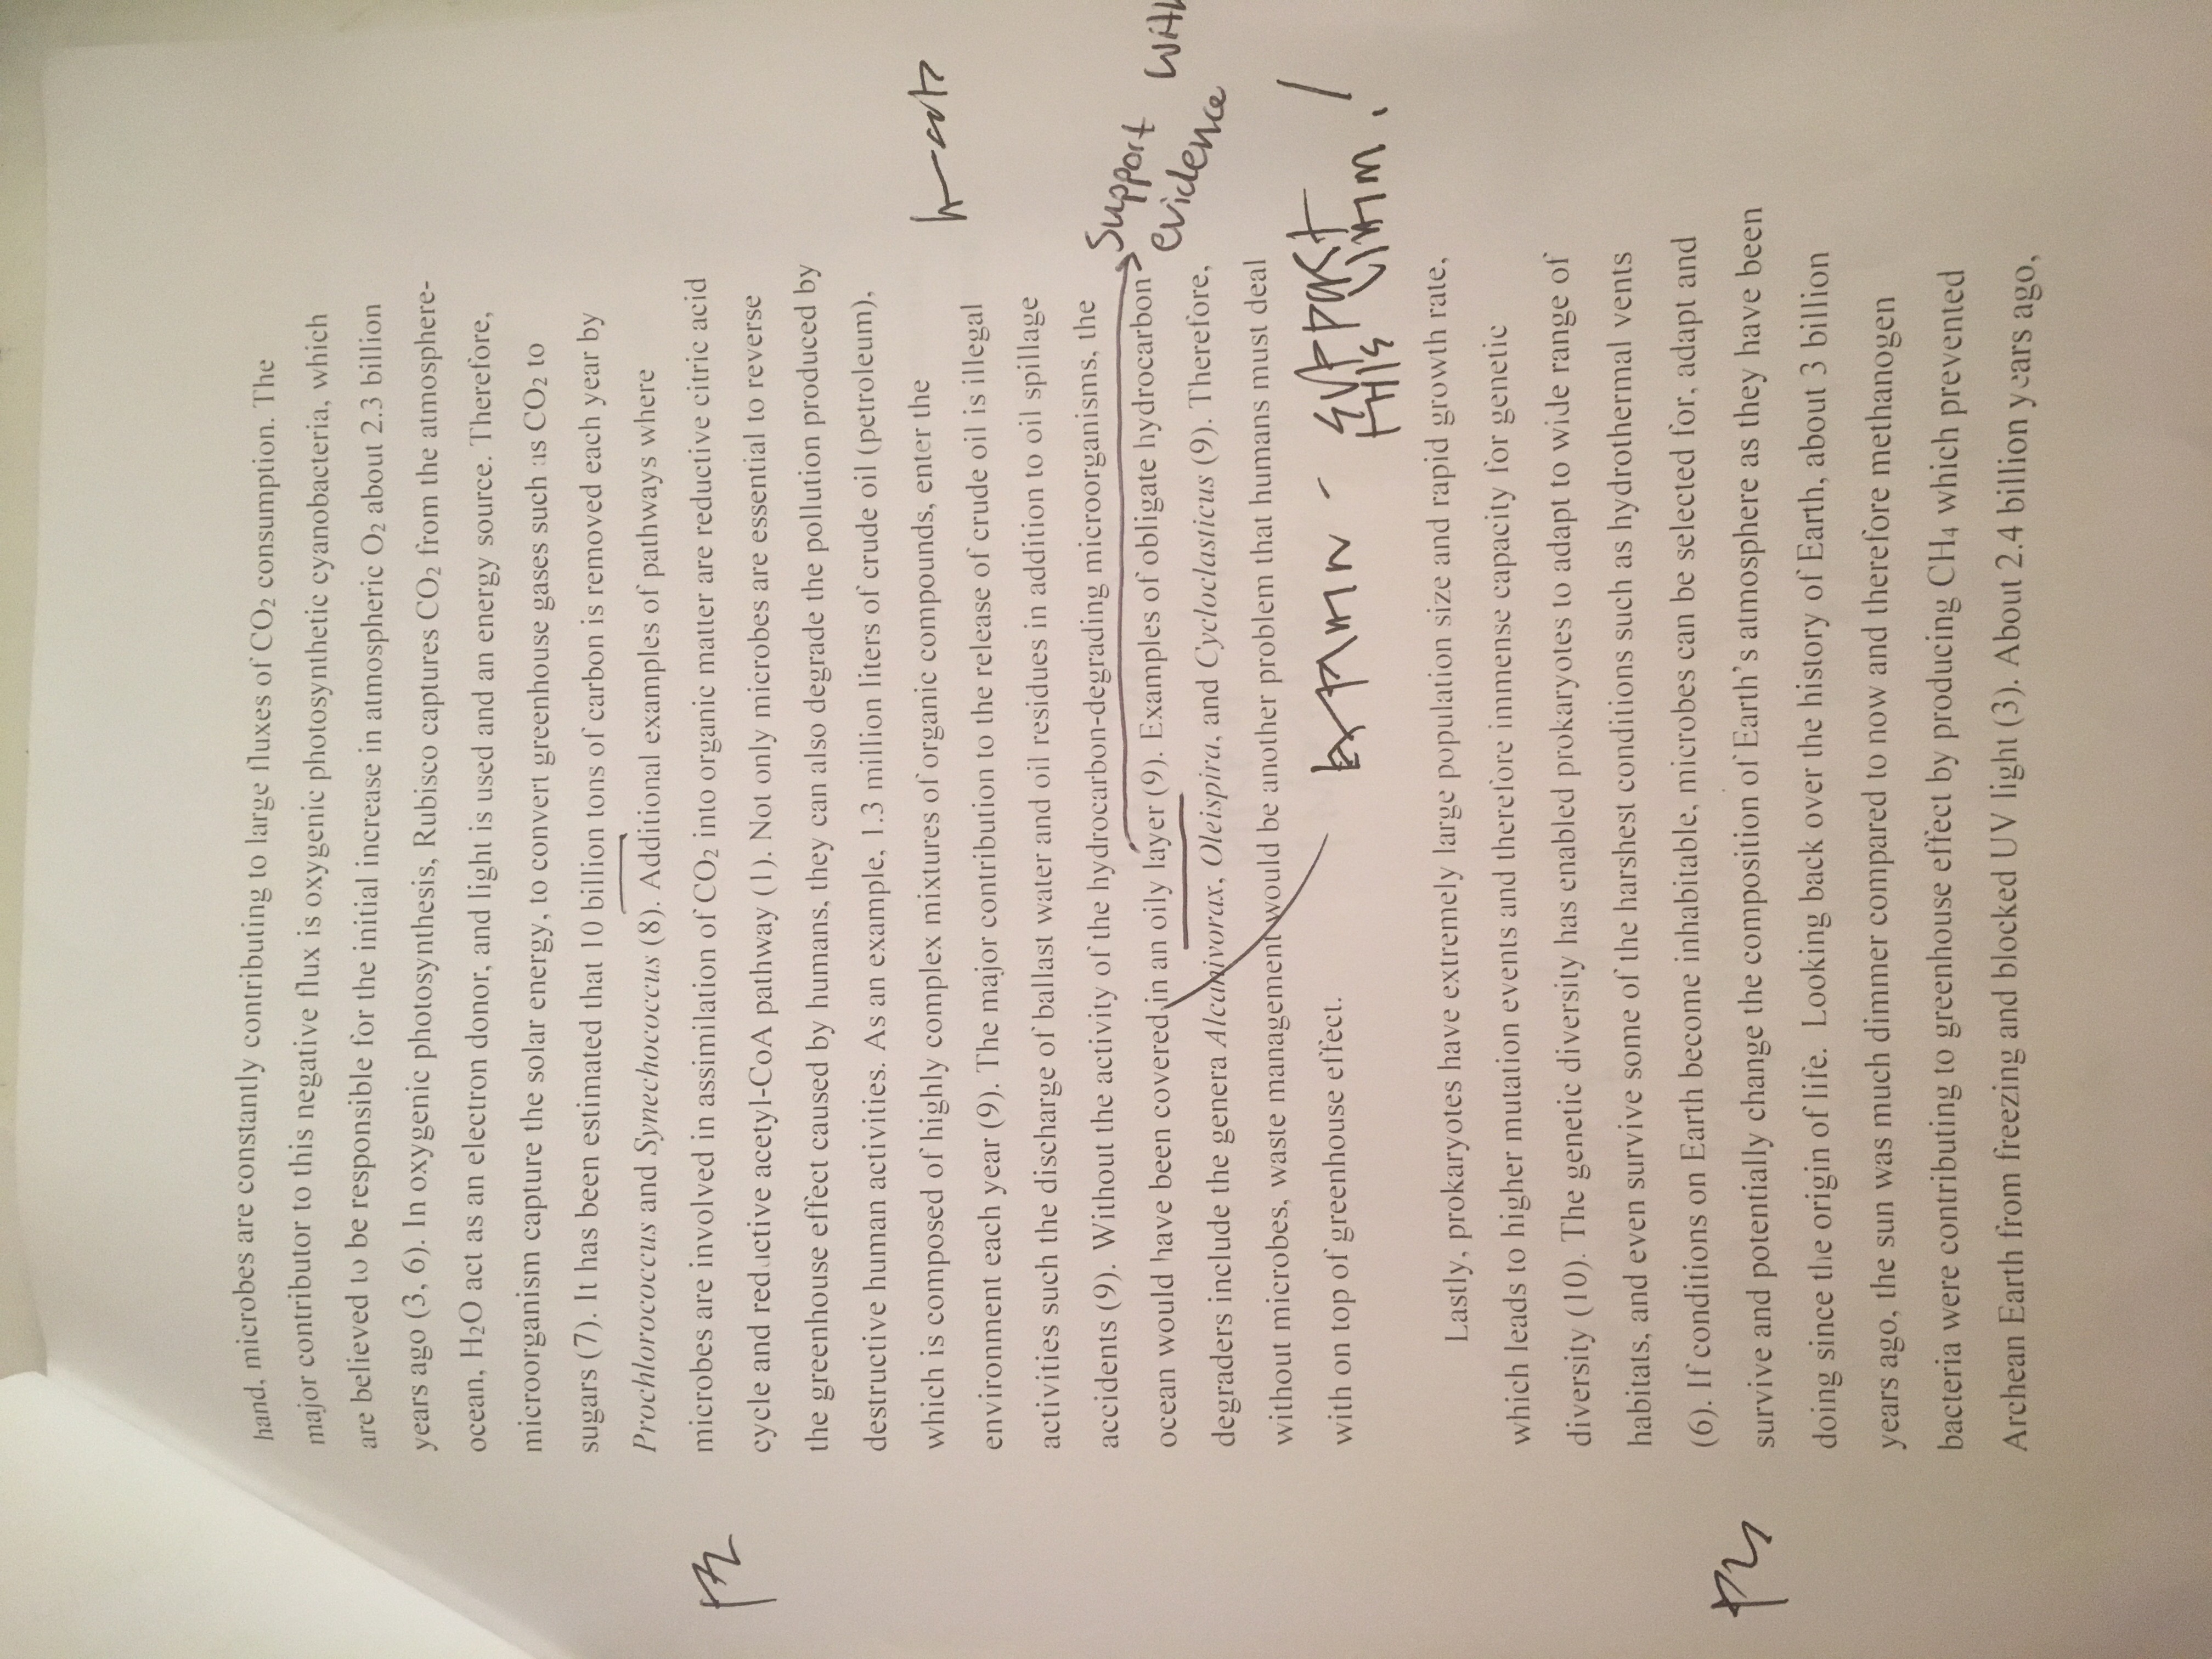 hand, microbes are constantly contributing to large fluxes of CO₂ consumption. The
major contributor to this negative flux is oxygenic photosynthetic cyanobacteria, which
are believed to be responsible for the initial increase in atmospheric O₂ about 2.3 billion
years ago (3, 6). In oxygenic photosynthesis, Rubisco captures CO₂ from the atmosphere-
ocean, H₂O act as an electron donor, and light is used and an energy source. Therefore,
microorganism capture the solar energy, to convert greenhouse gases such as CO₂ to
sugars (7). It has been estimated that 10 billion tons of carbon is removed each year by
Prochlorococcus and Synechococcus (8). Additional examples of pathways where
P2
microbes are involved in assimilation of CO₂ into organic matter are reductive citric acid
cycle and reductive acetyl-CoA pathway (1). Not only microbes are essential to reverse
the greenhouse effect caused by humans, they can also degrade the pollution produced by
destructive human activities. As an example, 1.3 million liters of crude oil (petroleum),
which is composed of highly complex mixtures of organic compounds, enter the
environment each year (9). The major contribution to the release of crude oil is illegal
activities such the discharge of ballast water and oil residues in addition to oil spillage
accidents (9). Without the activity of the hydrocarbon-degrading microorganisms, the
Support with
evidence
ocean would have been covered in an oily layer (9). Examples of obligate hydrocarbon
degraders include the genera Alcanivorax, Oleispira, and Cycloclasticus (9). Therefore,
without microbes, waste management would be another problem that humans must deal
with on top of greenhouse effect.
Explain - support
this claim!
Lastly, prokaryotes have extremely large population size and rapid growth rate,
which leads to higher mutation events and therefore immense capacity for genetic
diversity (10). The genetic diversity has enabled prokaryotes to adapt to wide range of
habitats, and even survive some of the harshest conditions such as hydrothermal vents
(6). If conditions on Earth become inhabitable, microbes can be selected for, adapt and
P3
survive and potentially change the composition of Earth's atmosphere as they have been
doing since the origin of life. Looking back over the history of Earth, about 3 billion
years ago, the sun was much dimmer compared to now and therefore methanogen
bacteria were contributing to greenhouse effect by producing CH₄ which prevented
Archean Earth from freezing and blocked UV light (3). About 2.4 billion years ago,